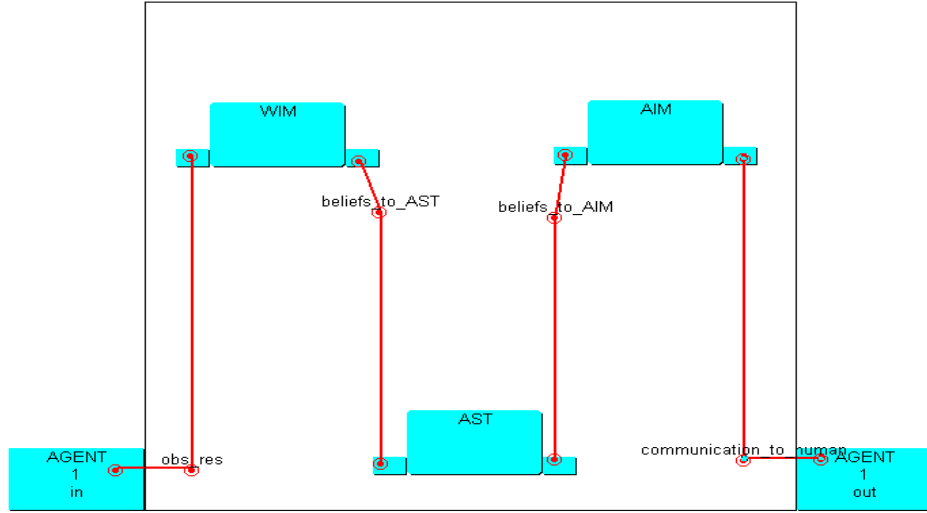 WIM
AIM
beliefs_to_AST
beliefs_to_AIM
AST
AGENT
1
in
obs_res
communication_to_human
AGENT
1
out